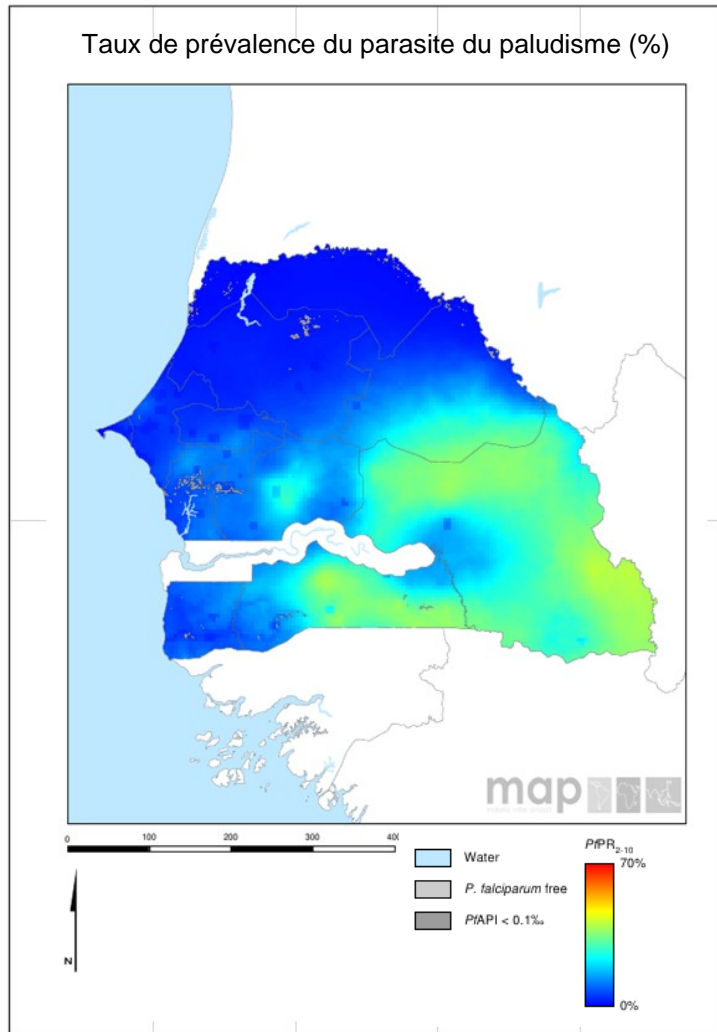 Taux de prévalence du parasite du paludisme (%)
map
0 100 200 300 400
Water
P. falciparum free
PfAPI < 0.1‰
PfPR2-10
70%
0%
N